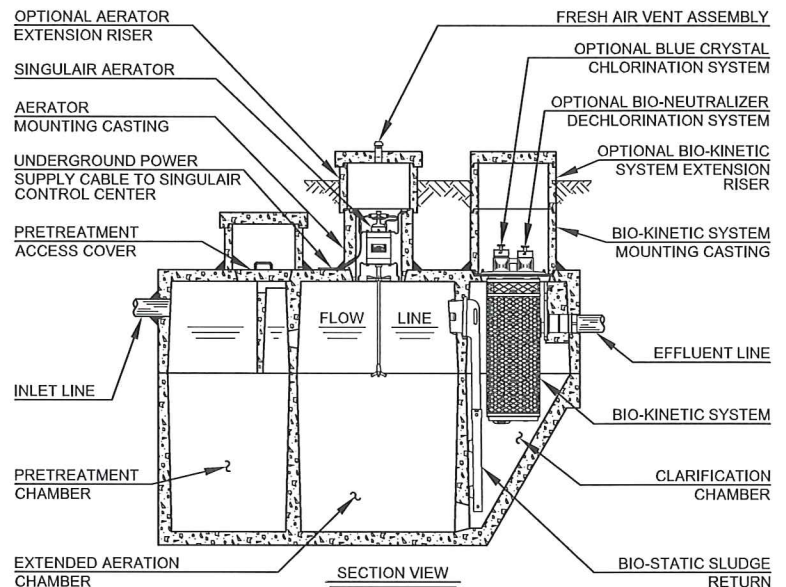 OPTIONAL AERATOR
EXTENSION RISER
SINGULAIR AERATOR
AERATOR
MOUNTING CASTING
UNDERGROUND POWER
SUPPLY CABLE TO SINGULAIR
CONTROL CENTER
PRETREATMENT
ACCESS COVER
INLET LINE
PRETREATMENT
CHAMBER
EXTENDED AERATION
CHAMBER
FLOW LINE
SECTION VIEW
FRESH AIR VENT ASSEMBLY
OPTIONAL BLUE CRYSTAL
CHLORINATION SYSTEM
OPTIONAL BIO-NEUTRALIZER
DECHLORINATION SYSTEM
OPTIONAL BIO-KINETIC
SYSTEM EXTENSION
RISER
BIO-KINETIC SYSTEM
MOUNTING CASTING
EFFLUENT LINE
BIO-KINETIC SYSTEM
CLARIFICATION
CHAMBER
BIO-STATIC SLUDGE
RETURN